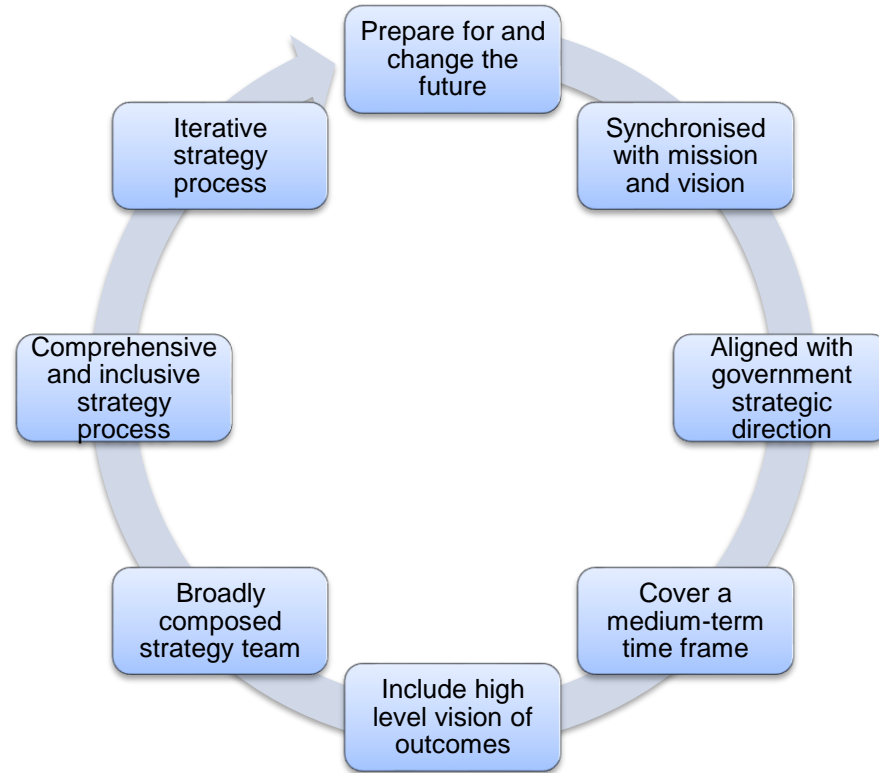 Prepare for and
change the
future
Synchronised
with mission
and vision
Aligned with
government
strategic
direction
Cover a
medium-term
time frame
Include high
level vision of
outcomes
Broadly
composed
strategy team
Comprehensive
and inclusive
strategy
process
Iterative
strategy
process